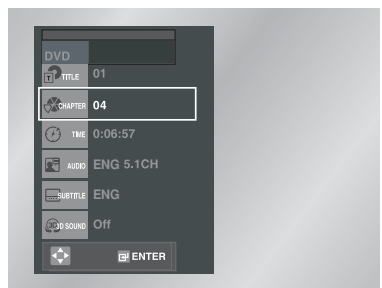 DVD
TITLE 01
CHAPTER 04
TIME 0:06:57
AUDIO ENG 5.1CH
SUBTITLE ENG
3D SOUND Off
ENTER